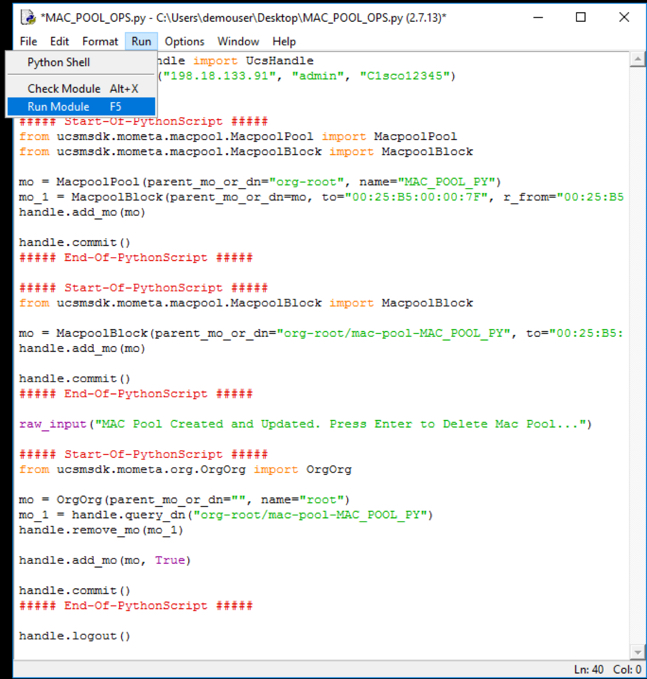 *MAC_POOL_OPS.py - C:\Users\demouser\Desktop\MAC_POOL_OPS.py (2.7.13)*
File Edit Format Run Options Window Help
Python Shell
Check Module Alt+X
Run Module F5
ndle import UcsHandle
("198.18.133.91", "admin", "C1sco12345")
##### Start-Of-PythonScript #####
from ucsmsdk.mometa.macpool.MacpoolPool import MacpoolPool
from ucsmsdk.mometa.macpool.MacpoolBlock import MacpoolBlock
mo = MacpoolPool(parent_mo_or_dn="org-root", name="MAC_POOL_PY")
mo_1 = MacpoolBlock(parent_mo_or_dn=mo, to="00:25:B5:00:00:7F", r_from="00:25:B5
handle.add_mo(mo)
handle.commit()
##### End-Of-PythonScript #####
##### Start-Of-PythonScript #####
from ucsmsdk.mometa.macpool.MacpoolBlock import MacpoolBlock
mo = MacpoolBlock(parent_mo_or_dn="org-root/mac-pool-MAC_POOL_PY", to="00:25:B5:
handle.add_mo(mo)
handle.commit()
##### End-Of-PythonScript #####
raw_input("MAC Pool Created and Updated. Press Enter to Delete Mac Pool...")
##### Start-Of-PythonScript #####
from ucsmsdk.mometa.org.OrgOrg import OrgOrg
mo = OrgOrg(parent_mo_or_dn="", name="root")
mo_1 = handle.query_dn("org-root/mac-pool-MAC_POOL_PY")
handle.remove_mo(mo_1)
handle.add_mo(mo, True)
handle.commit()
##### End-Of-PythonScript #####
handle.logout()
Ln: 40 Col: 0